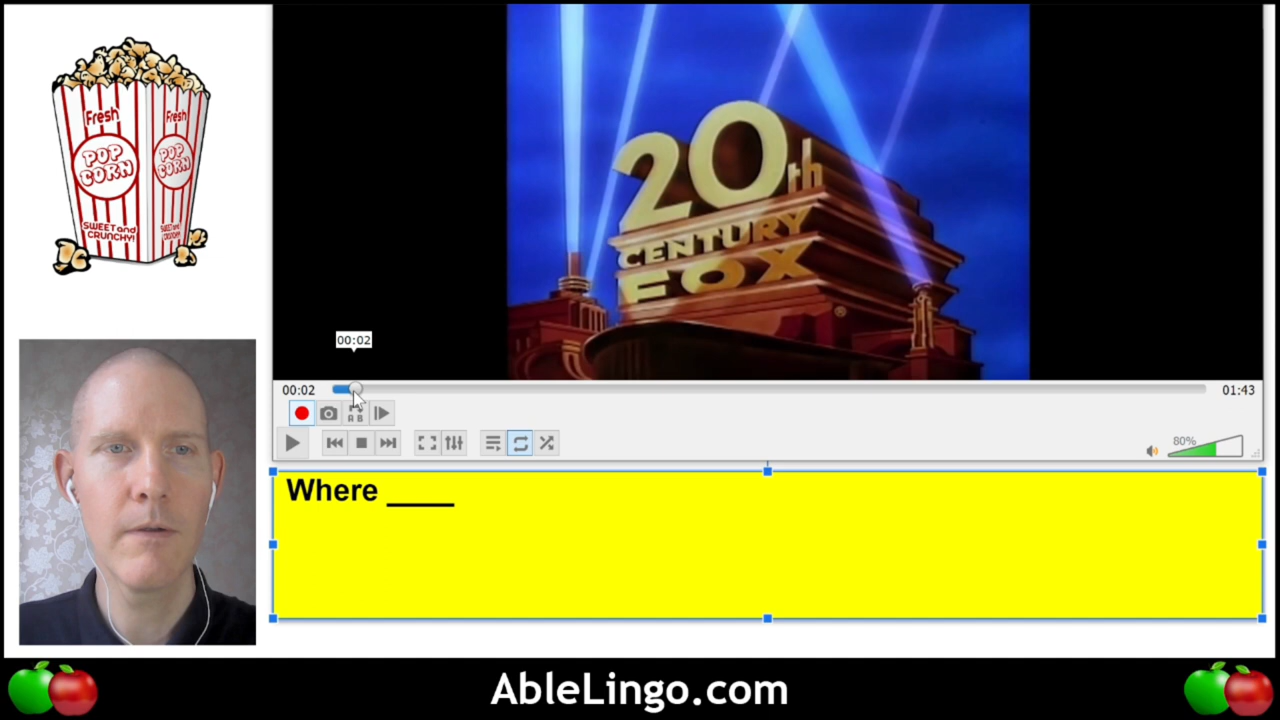 Fresh
Fresh
POP
CORN
POP
CORN
SWEET and
CRUNCHY!
20th
CENTURY
FOX
®
00:02
00:02
01:43
A B
80%
Where ____
AbleLingo.com